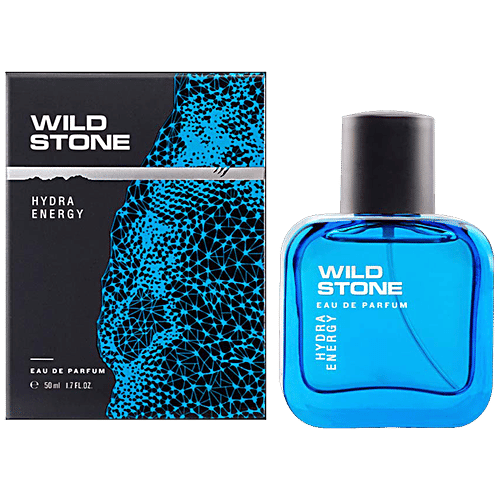 WILD
STONE
HYDRA
ENERGY
EAU DE PARFUM
℮ 50 ml 1.7 FL.OZ.
WILD
STONE
EAU DE PARFUM
HYDRA
ENERGY